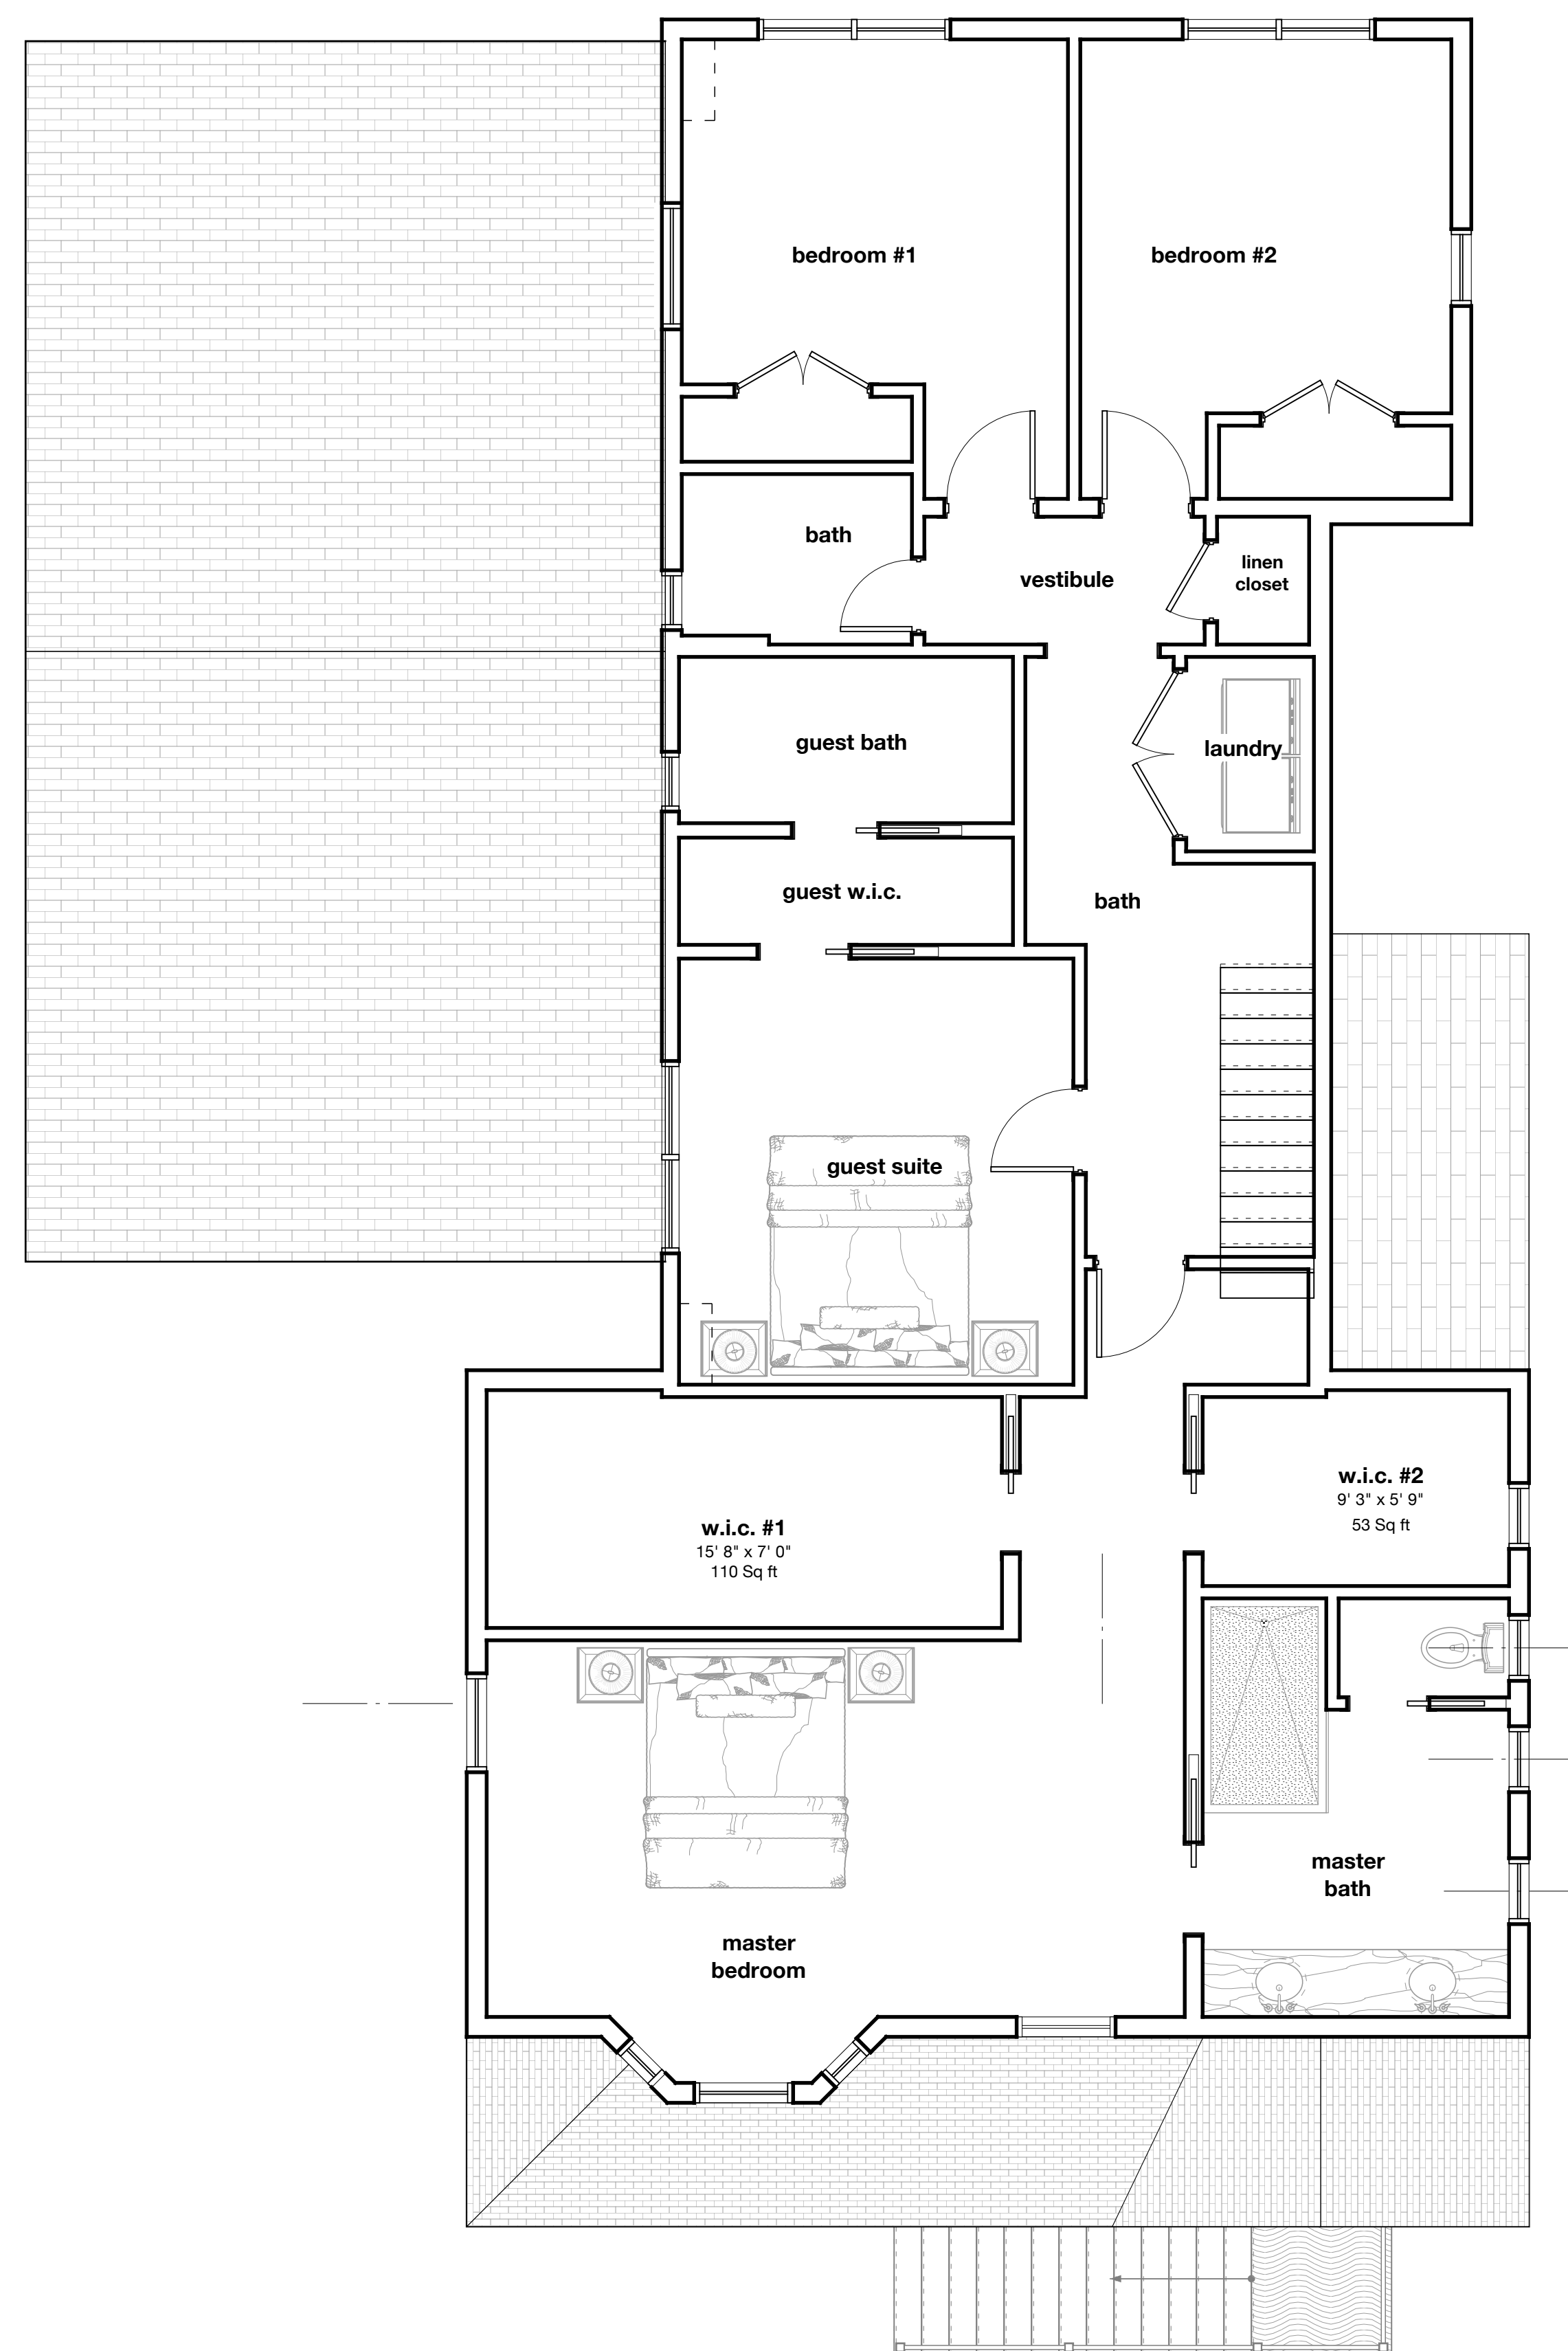 bedroom #1
bedroom #2
bath
vestibule
linen
closet
guest bath
laundry
guest w.i.c.
bath
guest suite
w.i.c. #2
9' 3" x 5' 9"
53 Sq ft
w.i.c. #1
15' 8" x 7' 0"
110 Sq ft
master
bath
master
bedroom